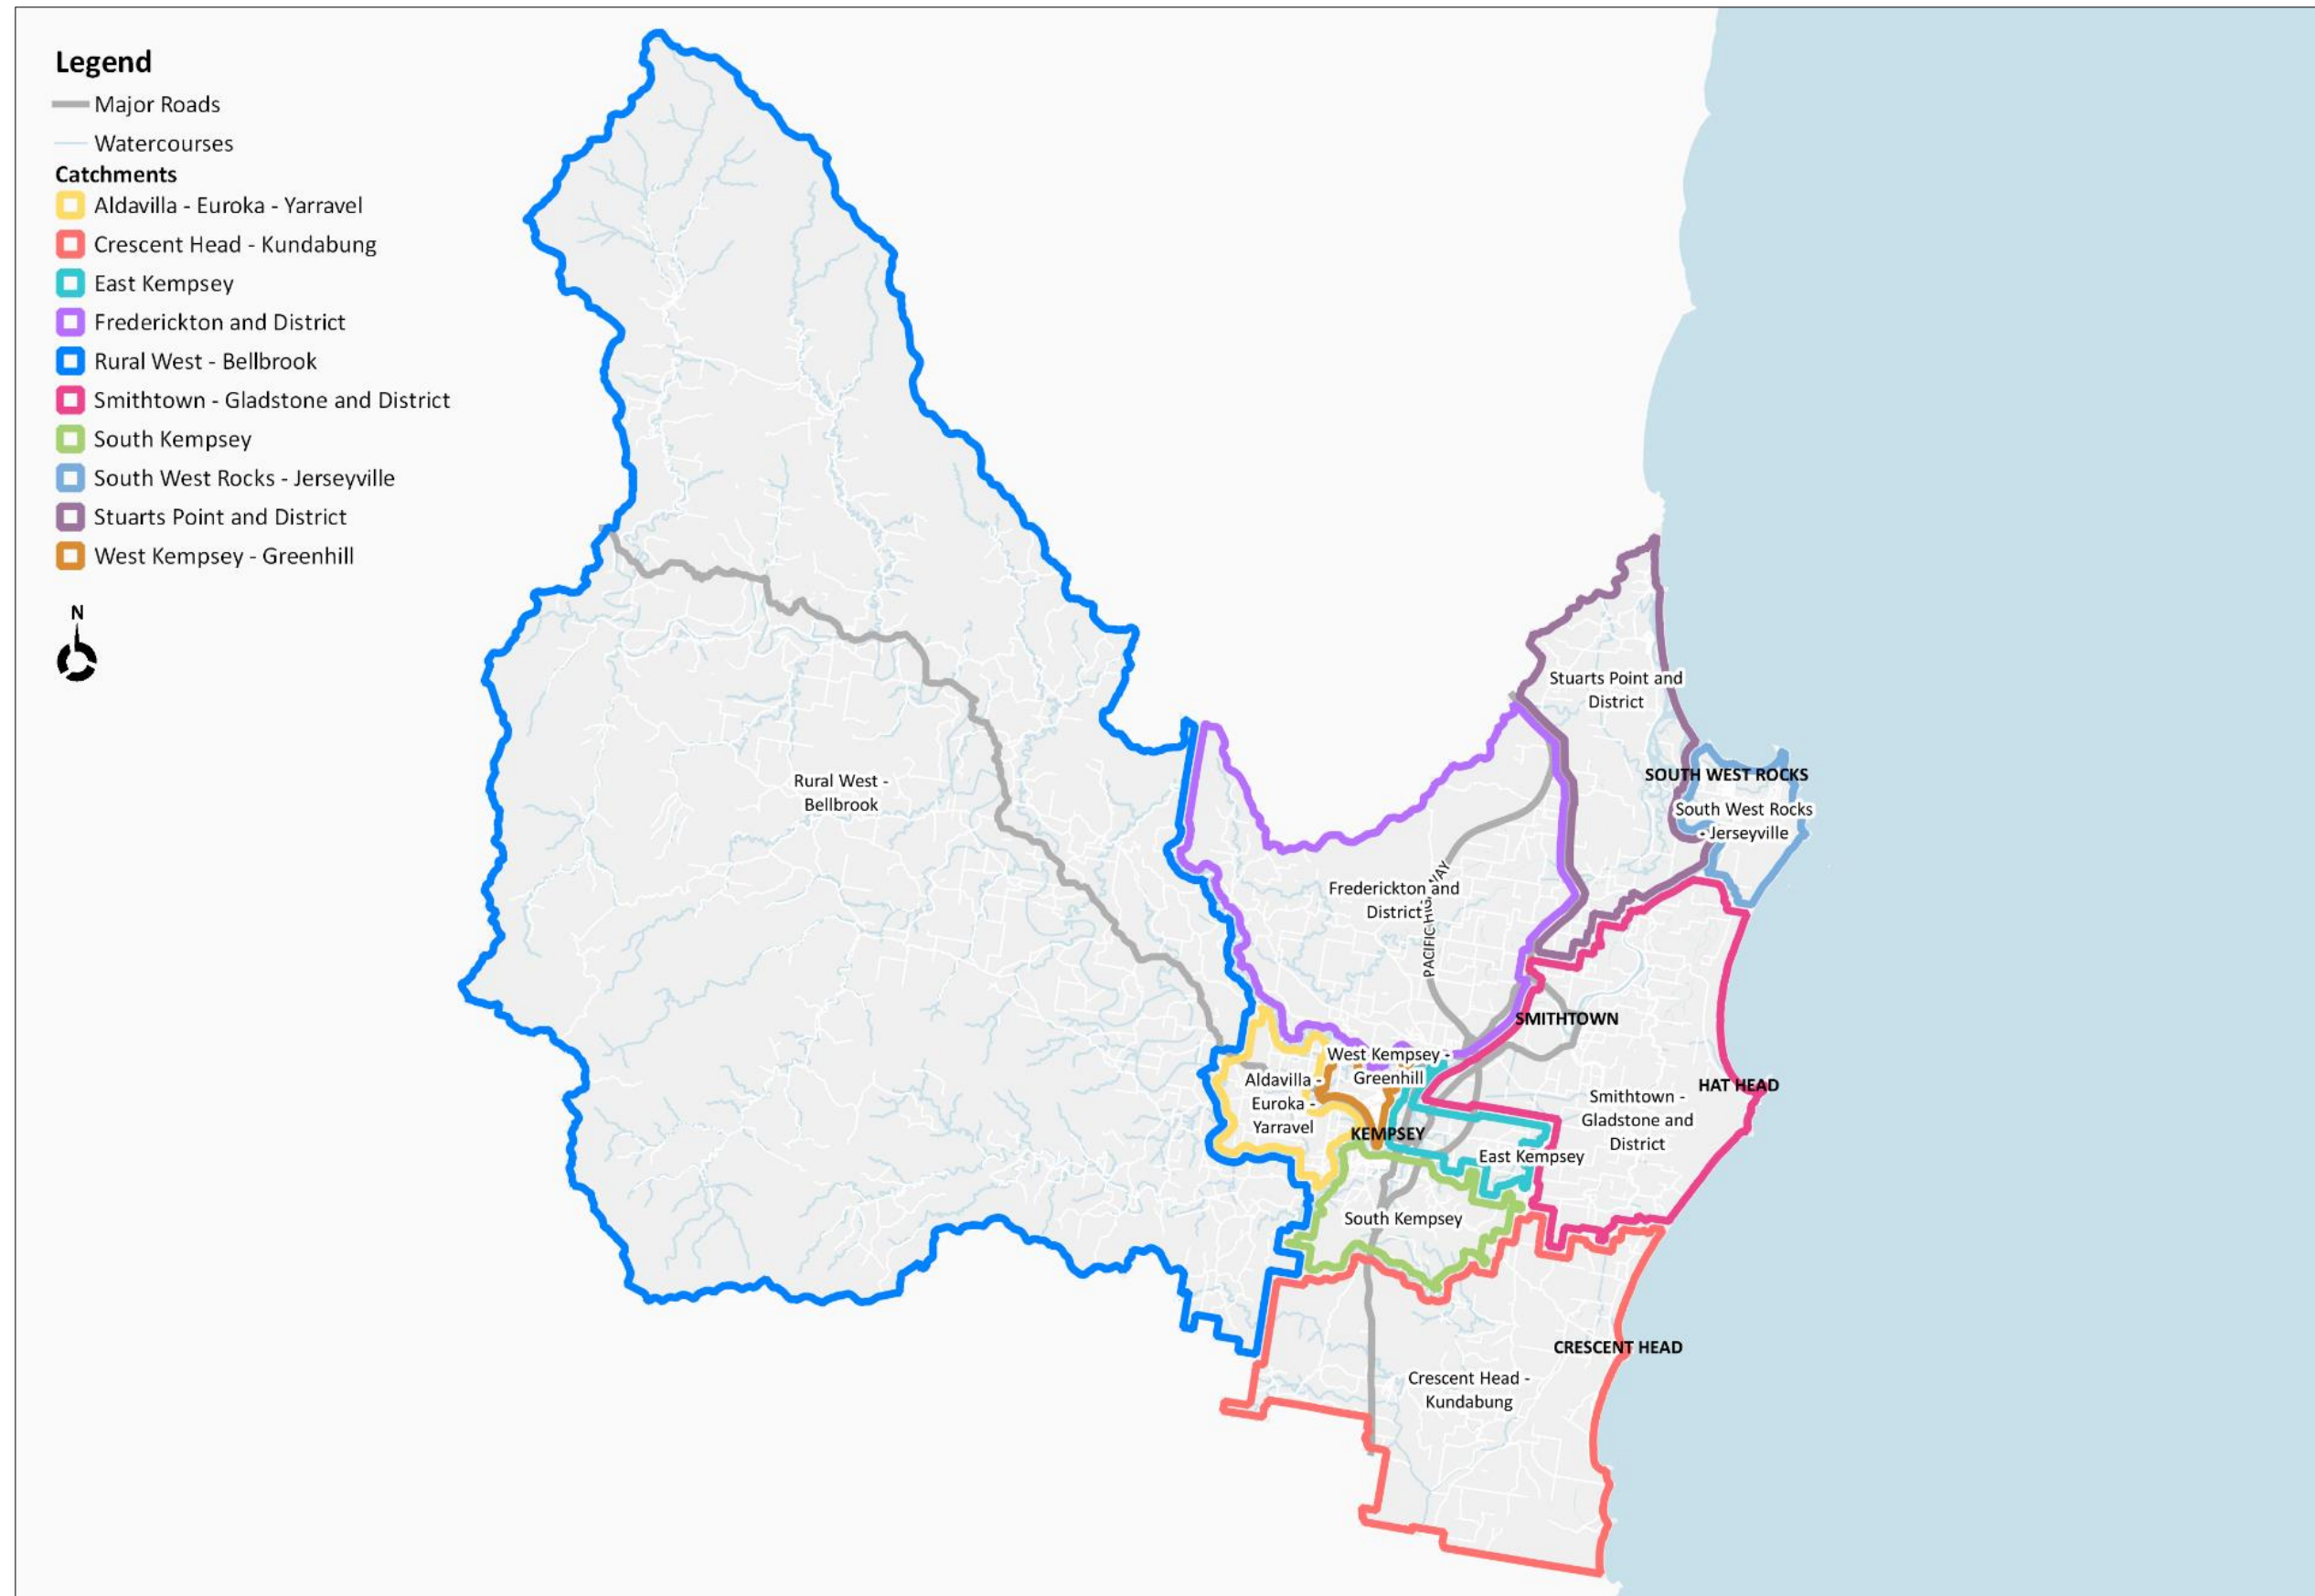 Legend
Major Roads
Watercourses
Catchments
Aldavilla - Euroka - Yarravel
Crescent Head - Kundabung
East Kempsey
Frederickton and District
Rural West - Bellbrook
Smithtown - Gladstone and District
South Kempsey
South West Rocks - Jerseyville
Stuarts Point and District
West Kempsey - Greenhill
N
Stuarts Point and
District
SOUTH WEST ROCKS
South West Rocks
- Jerseyville
Rural West -
Bellbrook
Frederickton and
District
PACIFIC HIGHWAY
SMITHTOWN
West Kempsey -
Greenhill
Aldavilla -
Euroka -
Yarravel
HAT HEAD
Smithtown -
Gladstone and
District
KEMPSEY
East Kempsey
South Kempsey
CRESCENT HEAD
Crescent Head -
Kundabung